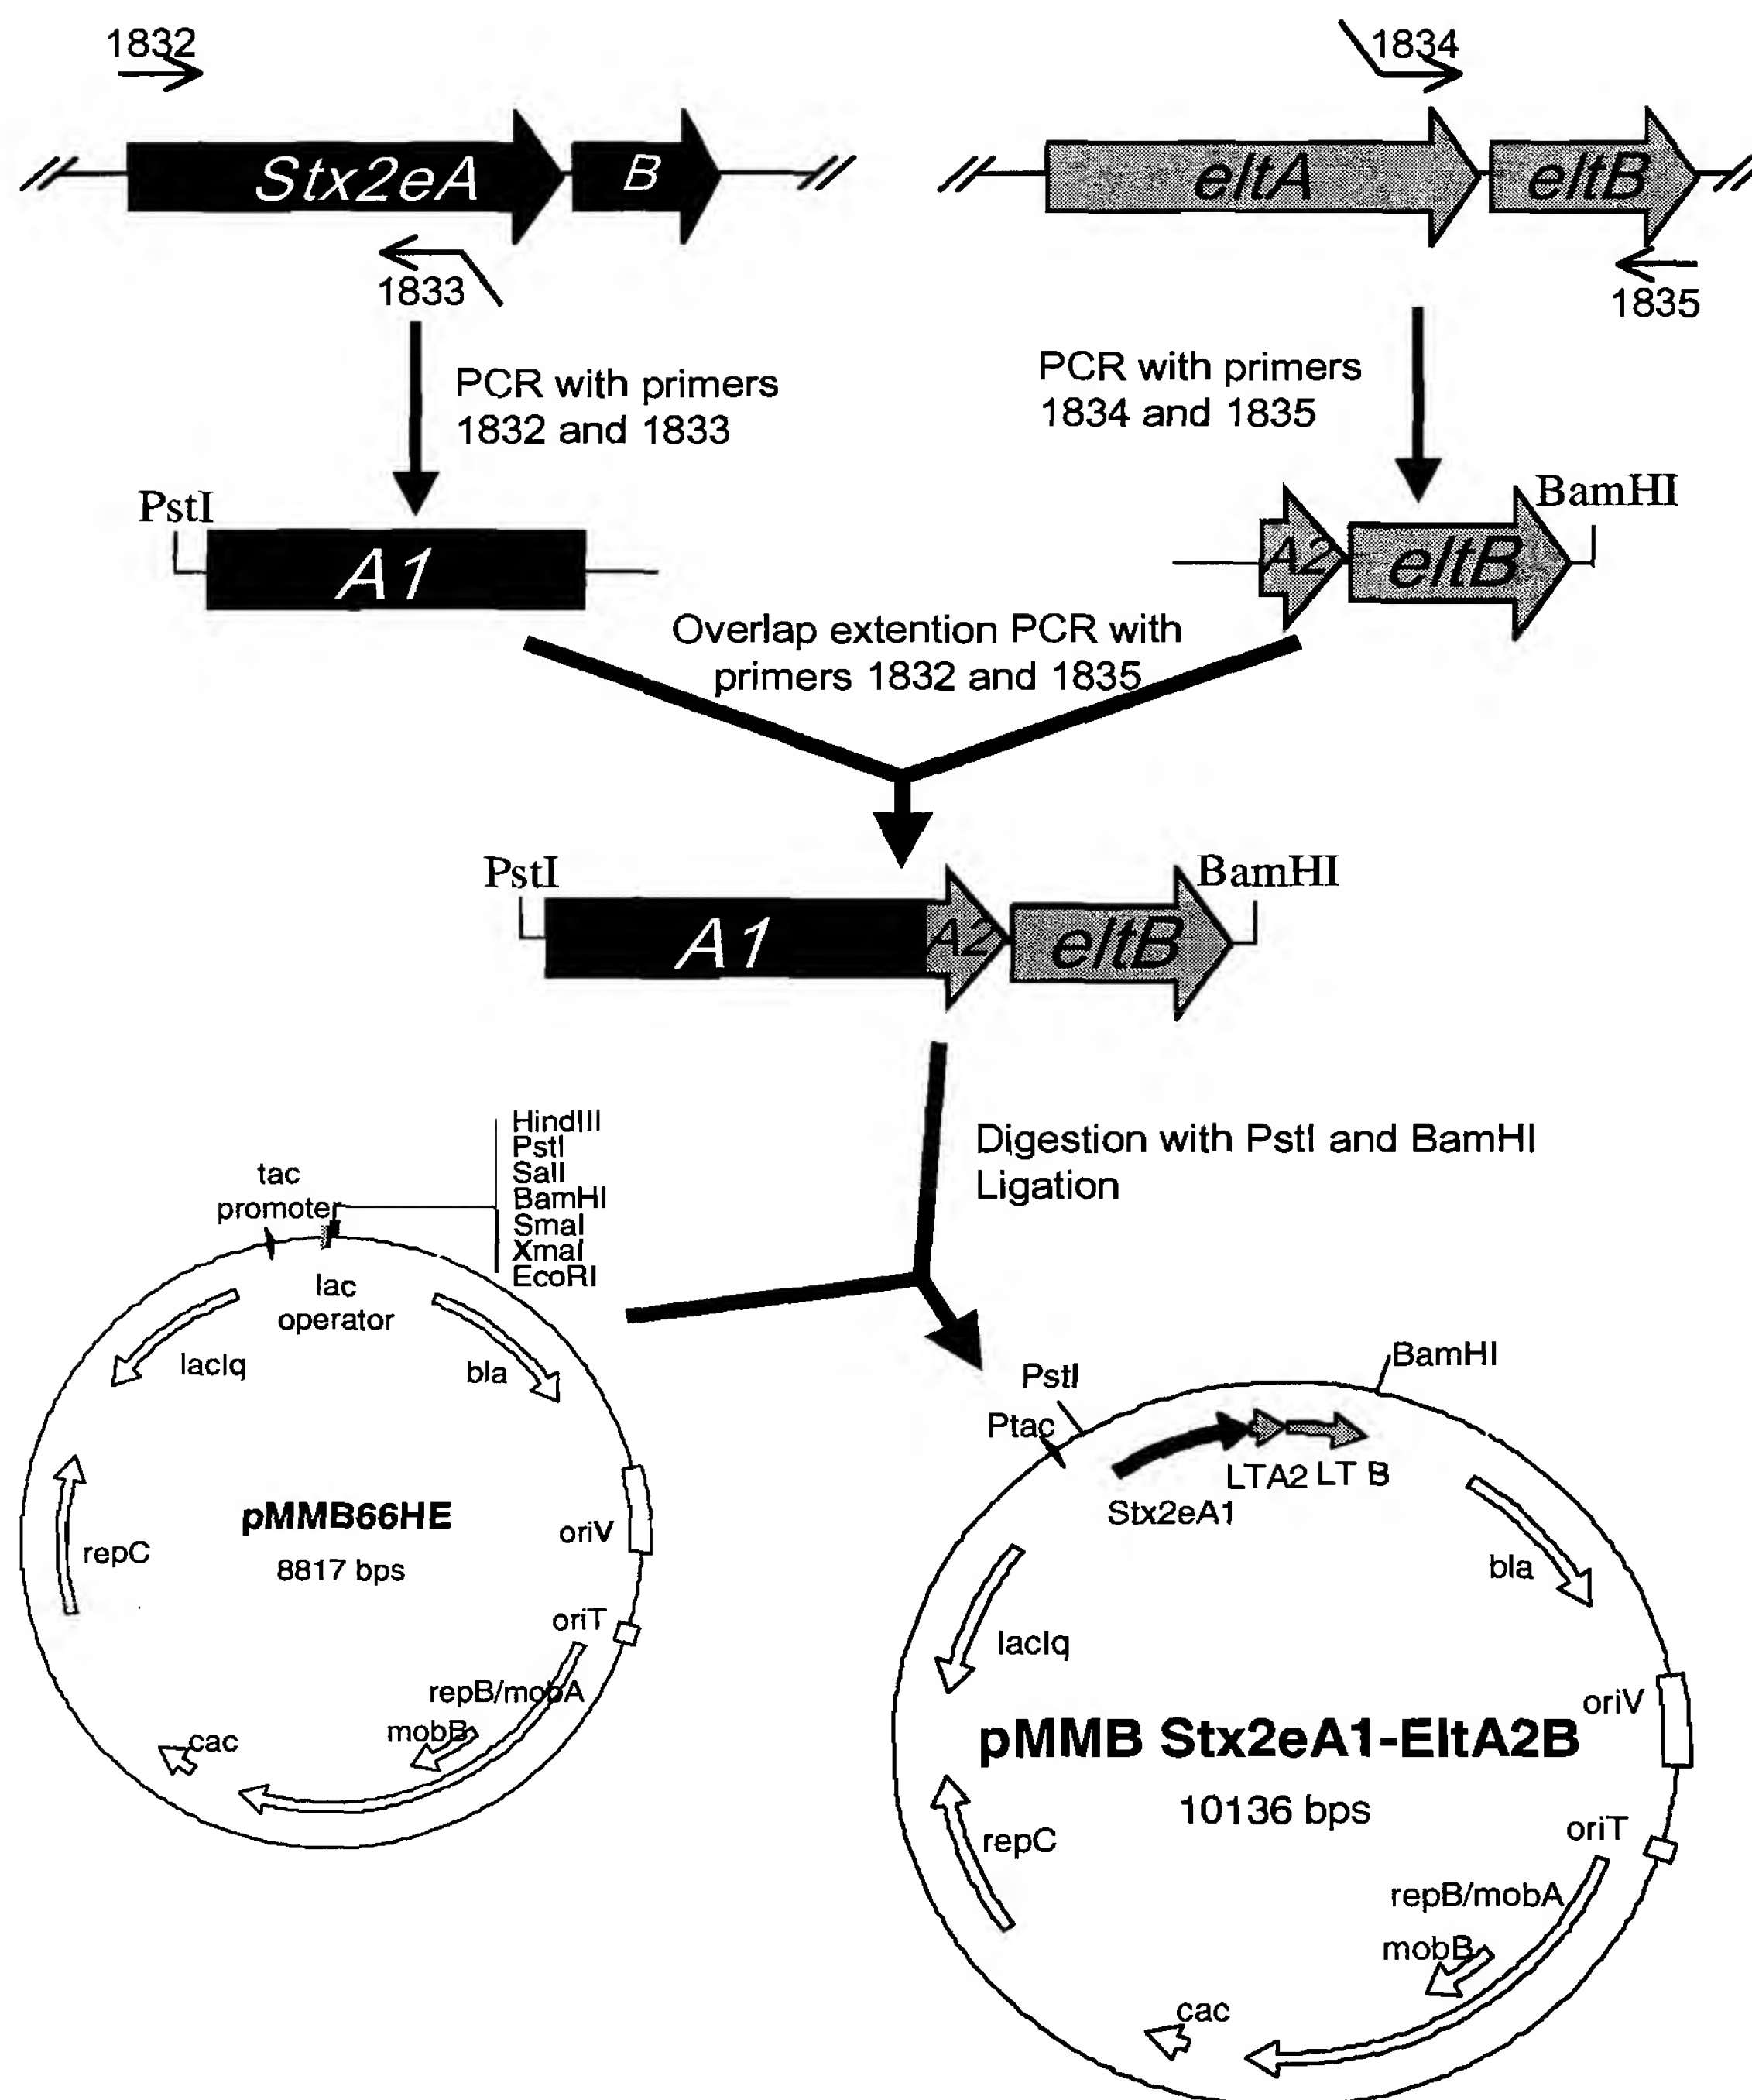 1832
1834
Stx2eA
B
eltA
eltB
1833
1835
PCR with primers
1832 and 1833
PCR with primers
1834 and 1835
PstI
BamHI
A1
A2
eltB
Overlap extention PCR with
primers 1832 and 1835
PstI
BamHI
A1
A2
eltB
Digestion with PstI and BamHI
Ligation
HindIII
PstI
SalI
BamHI
SmaI
XmaI
EcoRI
tac
promoter
lac
operator
lacIq
bla
pMMB66HE
8817 bps
oriV
repC
oriT
repB/mobA
mobB
cac
PstI
BamHI
Ptac
LTA2 LT B
Stx2eA1
bla
lacIq
oriV
pMMB Stx2eA1-EltA2B
10136 bps
oriT
repC
repB/mobA
mobB
cac